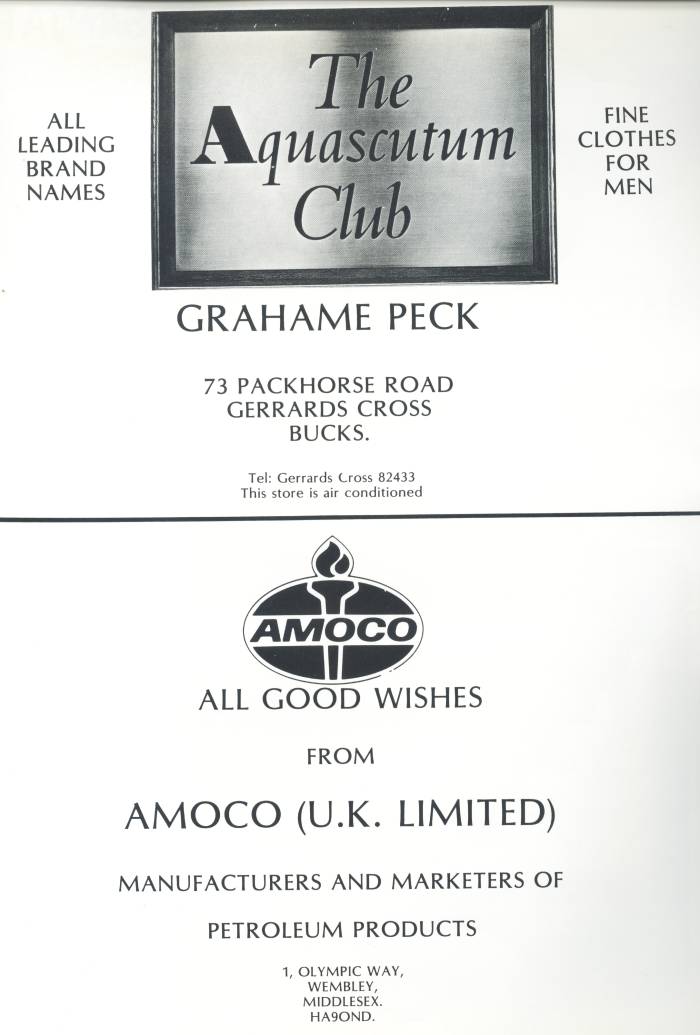 ALL
LEADING
BRAND
NAMES
The
Aquascutum
Club
FINE
CLOTHES
FOR
MEN
GRAHAME PECK
73 PACKHORSE ROAD
GERRARDS CROSS
BUCKS.
Tel: Gerrards Cross 82433
This store is air conditioned
AMOCO
ALL GOOD WISHES
FROM
AMOCO (U.K. LIMITED)
MANUFACTURERS AND MARKETERS OF
PETROLEUM PRODUCTS
1, OLYMPIC WAY,
WEMBLEY,
MIDDLESEX.
HA9OND.